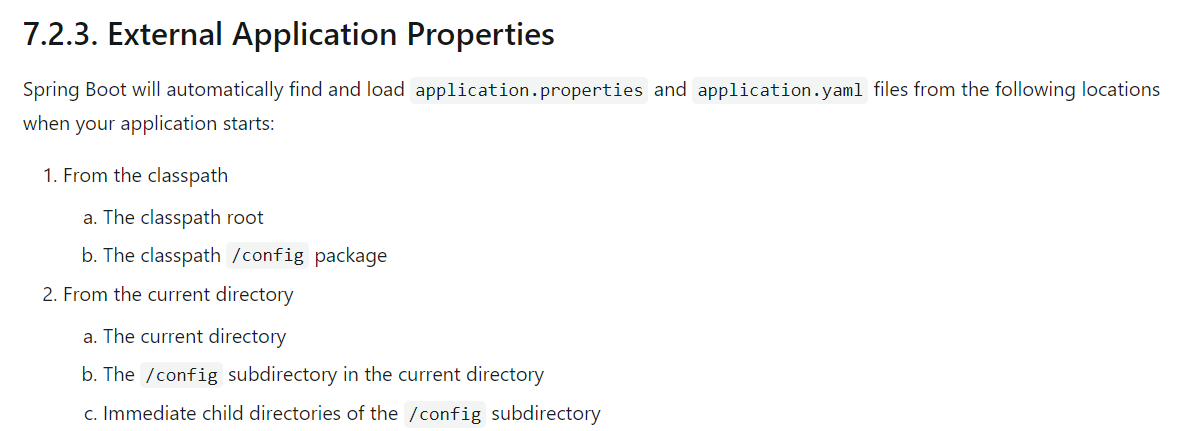 7.2.3. External Application Properties
Spring Boot will automatically find and load application.properties and application.yaml files from the following locations
when your application starts:
1. From the classpath
a. The classpath root
b. The classpath /config package
2. From the current directory
a. The current directory
b. The /config subdirectory in the current directory
c. Immediate child directories of the /config subdirectory